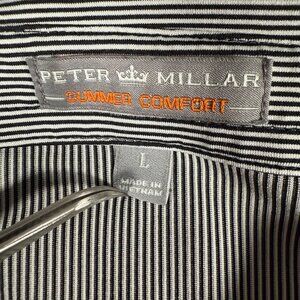 PETER MILLAR
SUMMER COMFORT
L
MADE IN
VIETNAM